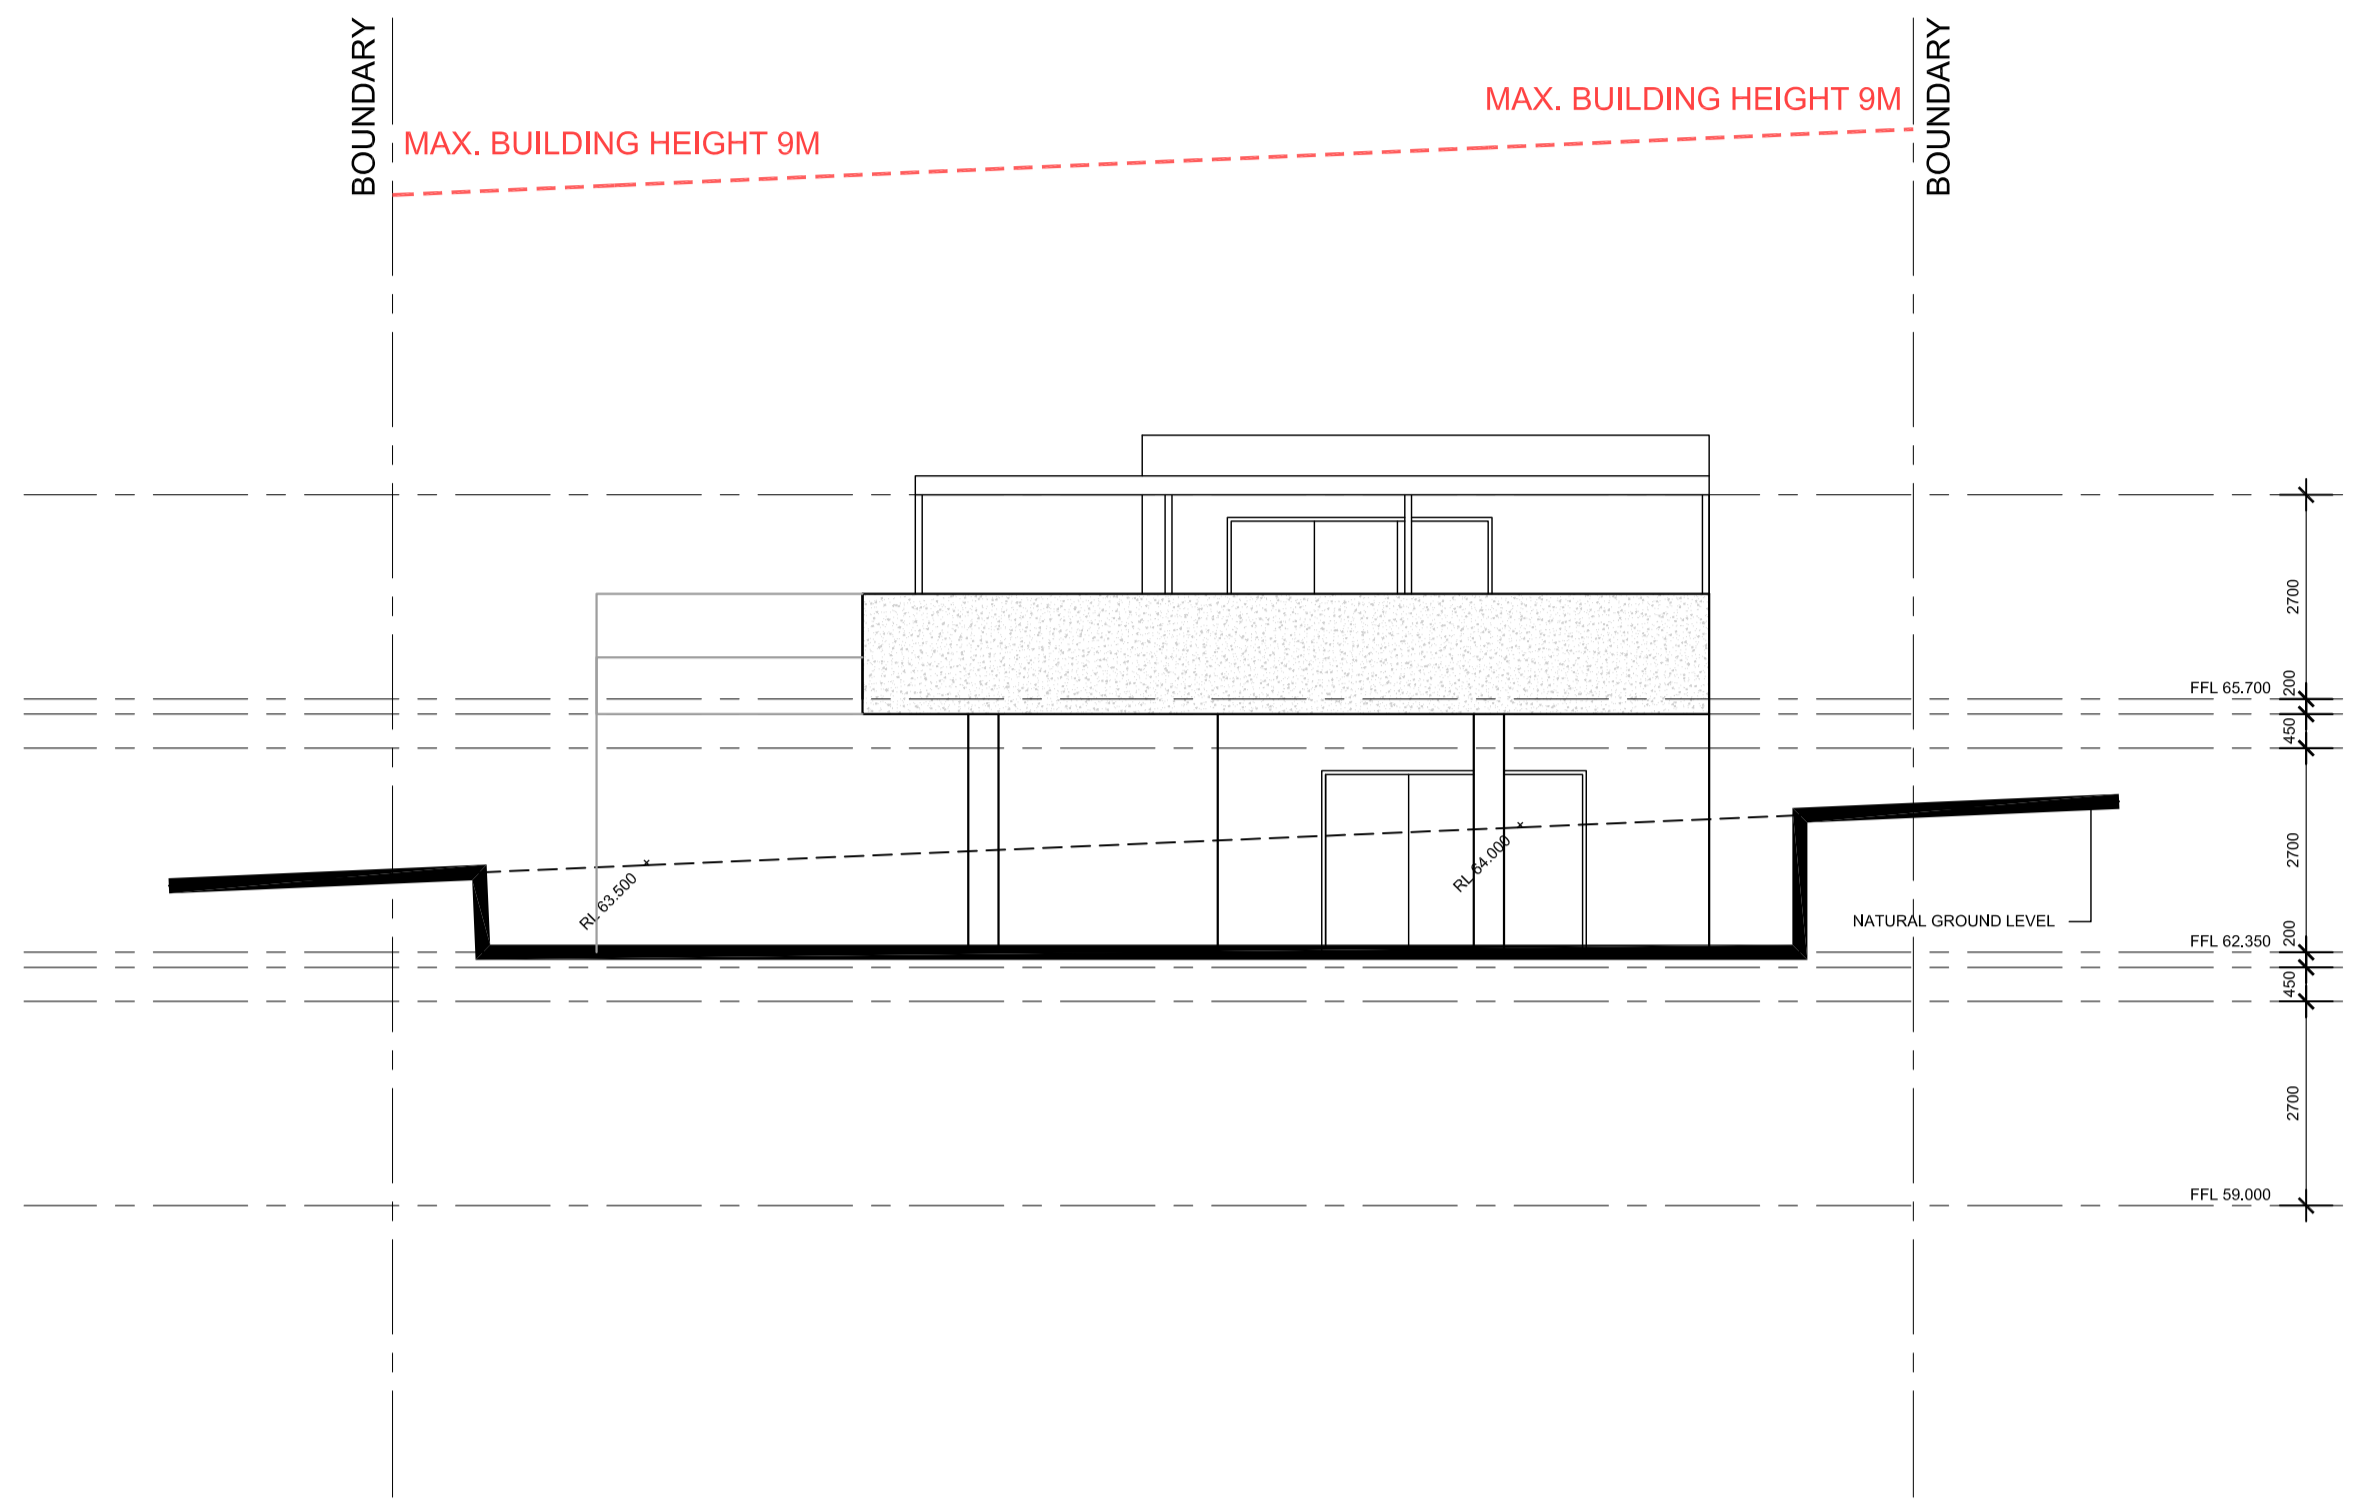 BOUNDARY
BOUNDARY
MAX. BUILDING HEIGHT 9M
MAX. BUILDING HEIGHT 9M
2700
FFL 65.700
200
450
2700
RL 63.500
RL 64.000
NATURAL GROUND LEVEL
FFL 62.350
200
450
2700
FFL 59.000